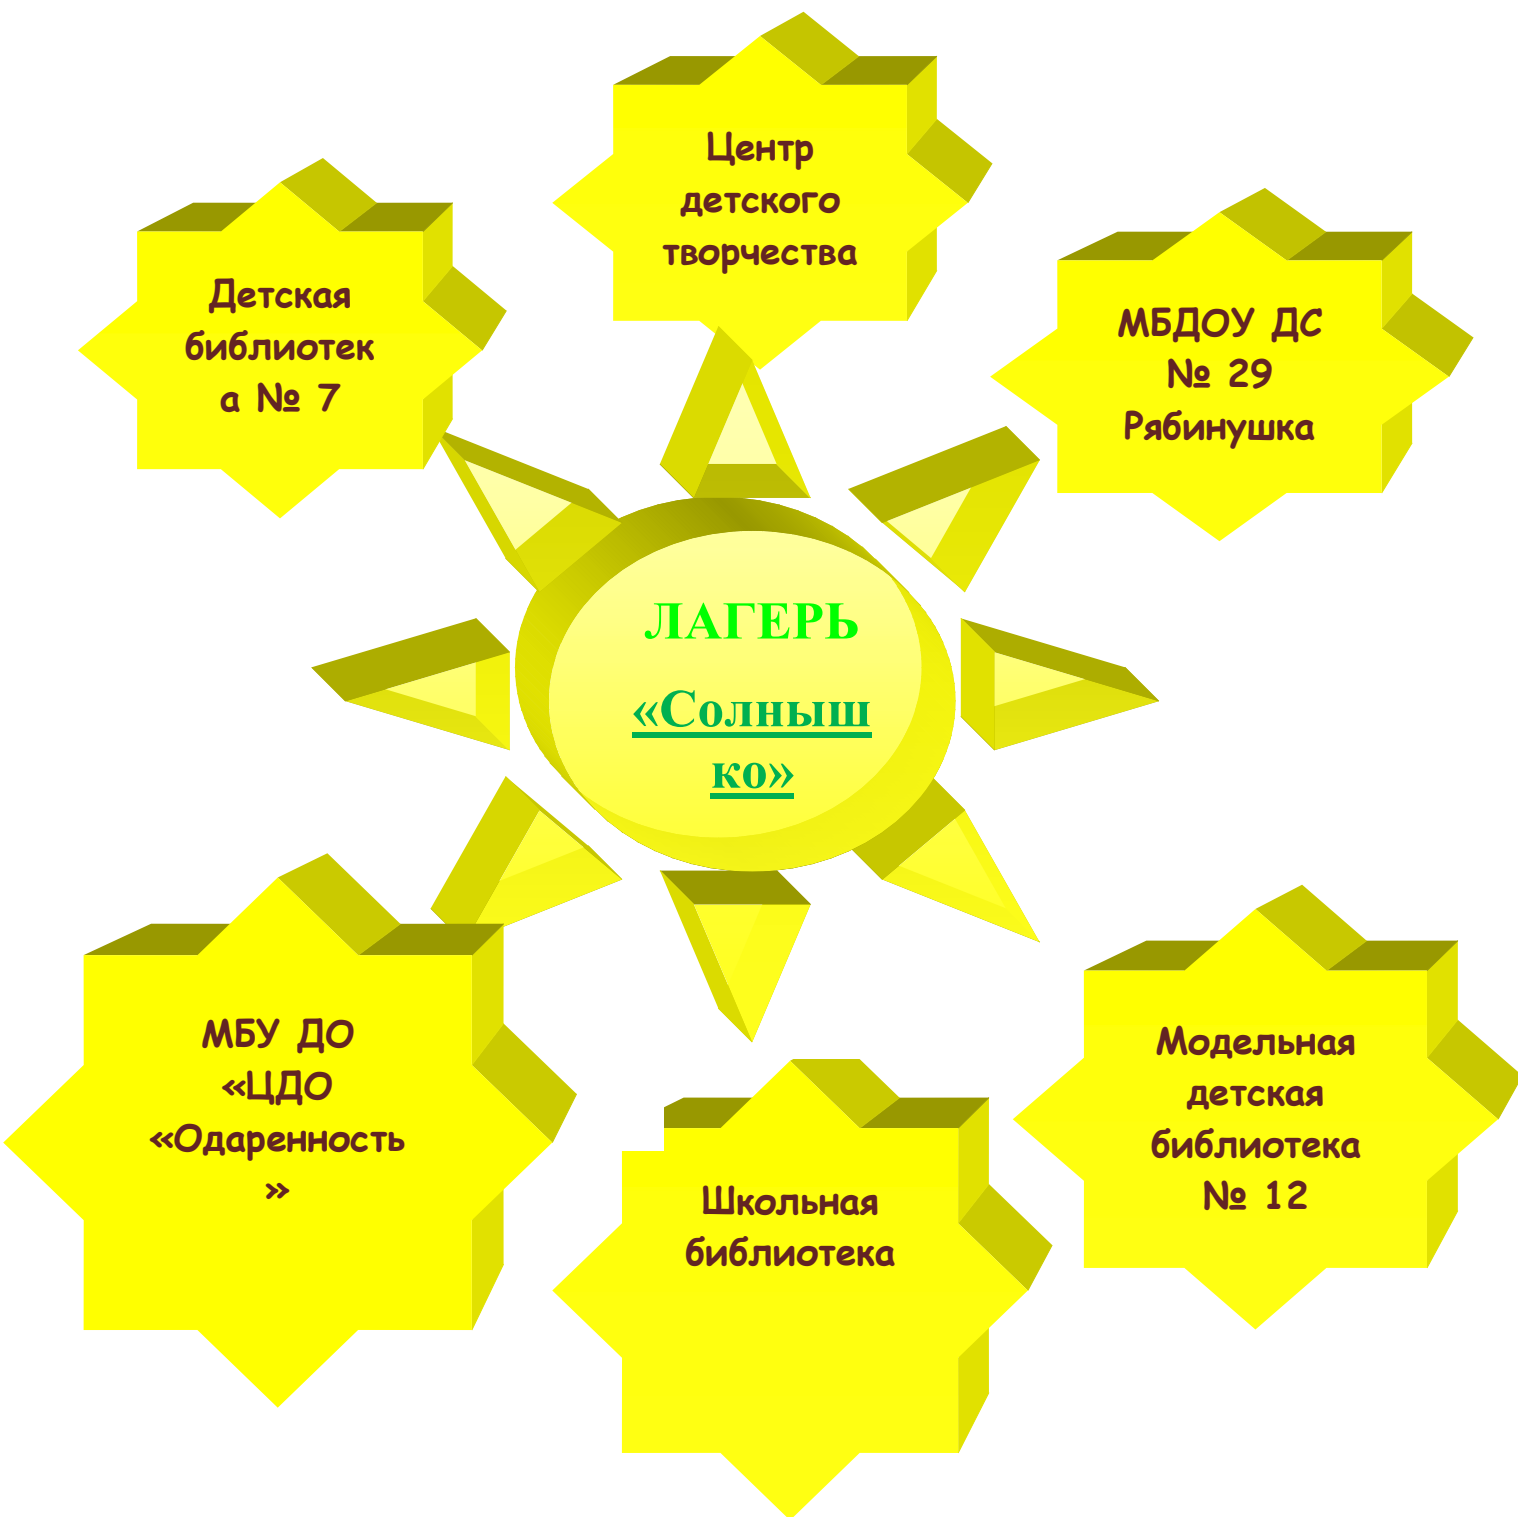 Центр
детского
творчества
Детская
библиотек
а № 7
МБДОУ ДС
№ 29
Рябинушка
ЛАГЕРЬ
«Солныш
ко»
МБУ ДО
«ЦДО
«Одаренность
»
Школьная
библиотека
Модельная
детская
библиотека
№ 12